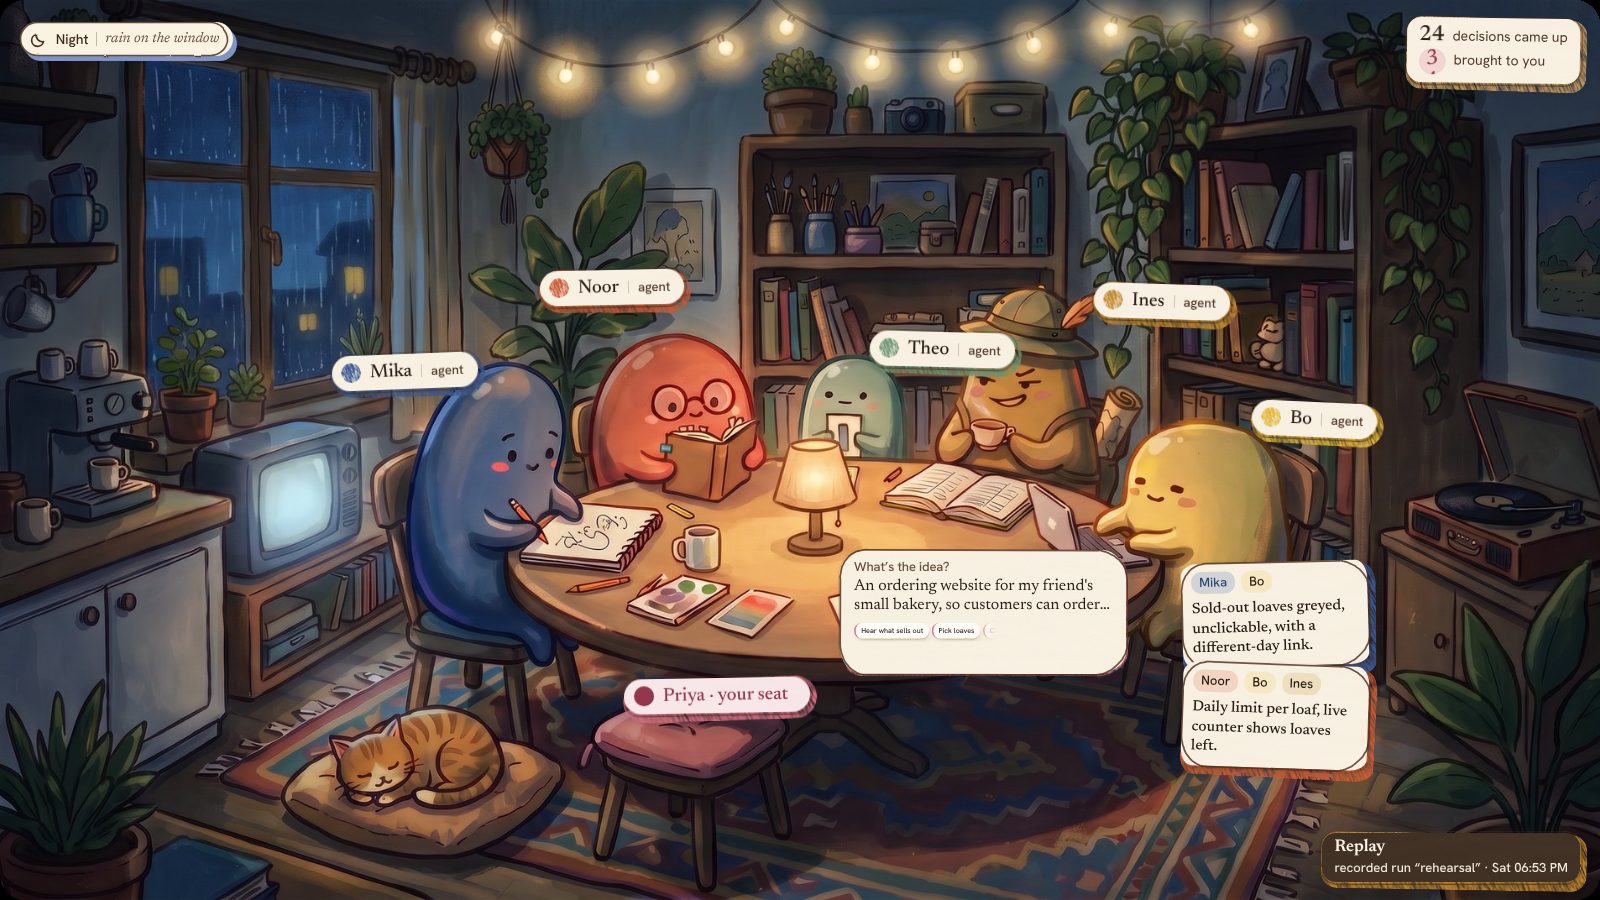 Night rain on the window
24 decisions came up
3 brought to you
Noor agent
Ines agent
Theo agent
Mika agent
Bo agent
What's the idea?
An ordering website for my friend's
small bakery, so customers can order...
Hear what sells out Pick loaves
Mika Bo
Sold-out loaves greyed,
unclickable, with a
different-day link.
Noor Bo Ines
Daily limit per loaf, live
counter shows loaves
left.
Priya · your seat
Replay
recorded run “rehearsal” · Sat 06:53 PM